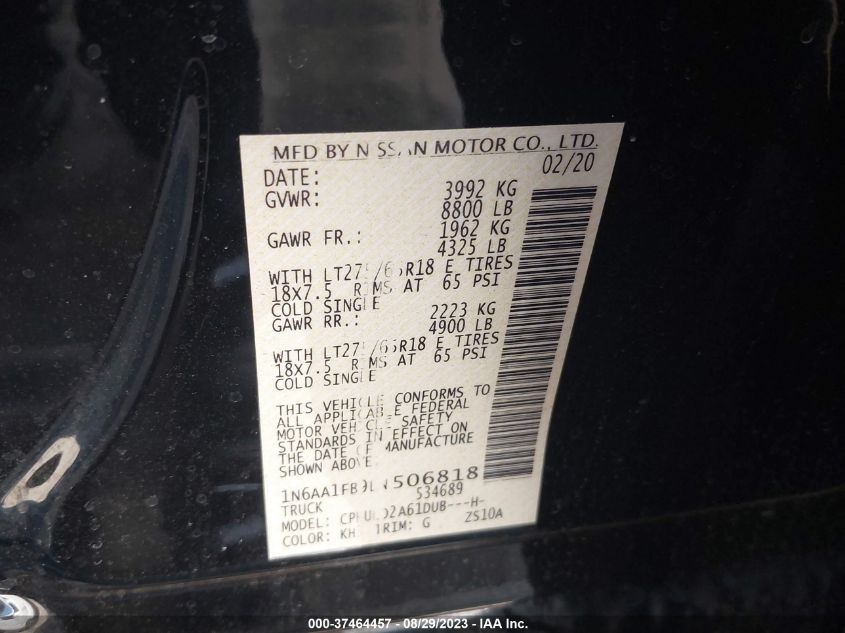 MFD BY NISSAN MOTOR CO., LTD.
DATE: 02/20
GVWR: 3992 KG
8800 LB
GAWR FR.: 1962 KG
4325 LB
WITH LT275/65R18 E TIRES
18X7.5 RIMS AT 65 PSI
COLD SINGLE
GAWR RR.: 2223 KG
4900 LB
WITH LT275/65R18 E TIRES
18X7.5 RIMS AT 65 PSI
COLD SINGLE
THIS VEHICLE CONFORMS TO
ALL APPLICABLE FEDERAL
MOTOR VEHICLE SAFETY
STANDARDS IN EFFECT ON
THE DATE OF MANUFACTURE
SHOWN ABOVE.
TRUCK 534689
MODEL: ZS10A
COLOR: TRIM: G
000-37464457 - 08/29/2023 - IAA Inc.